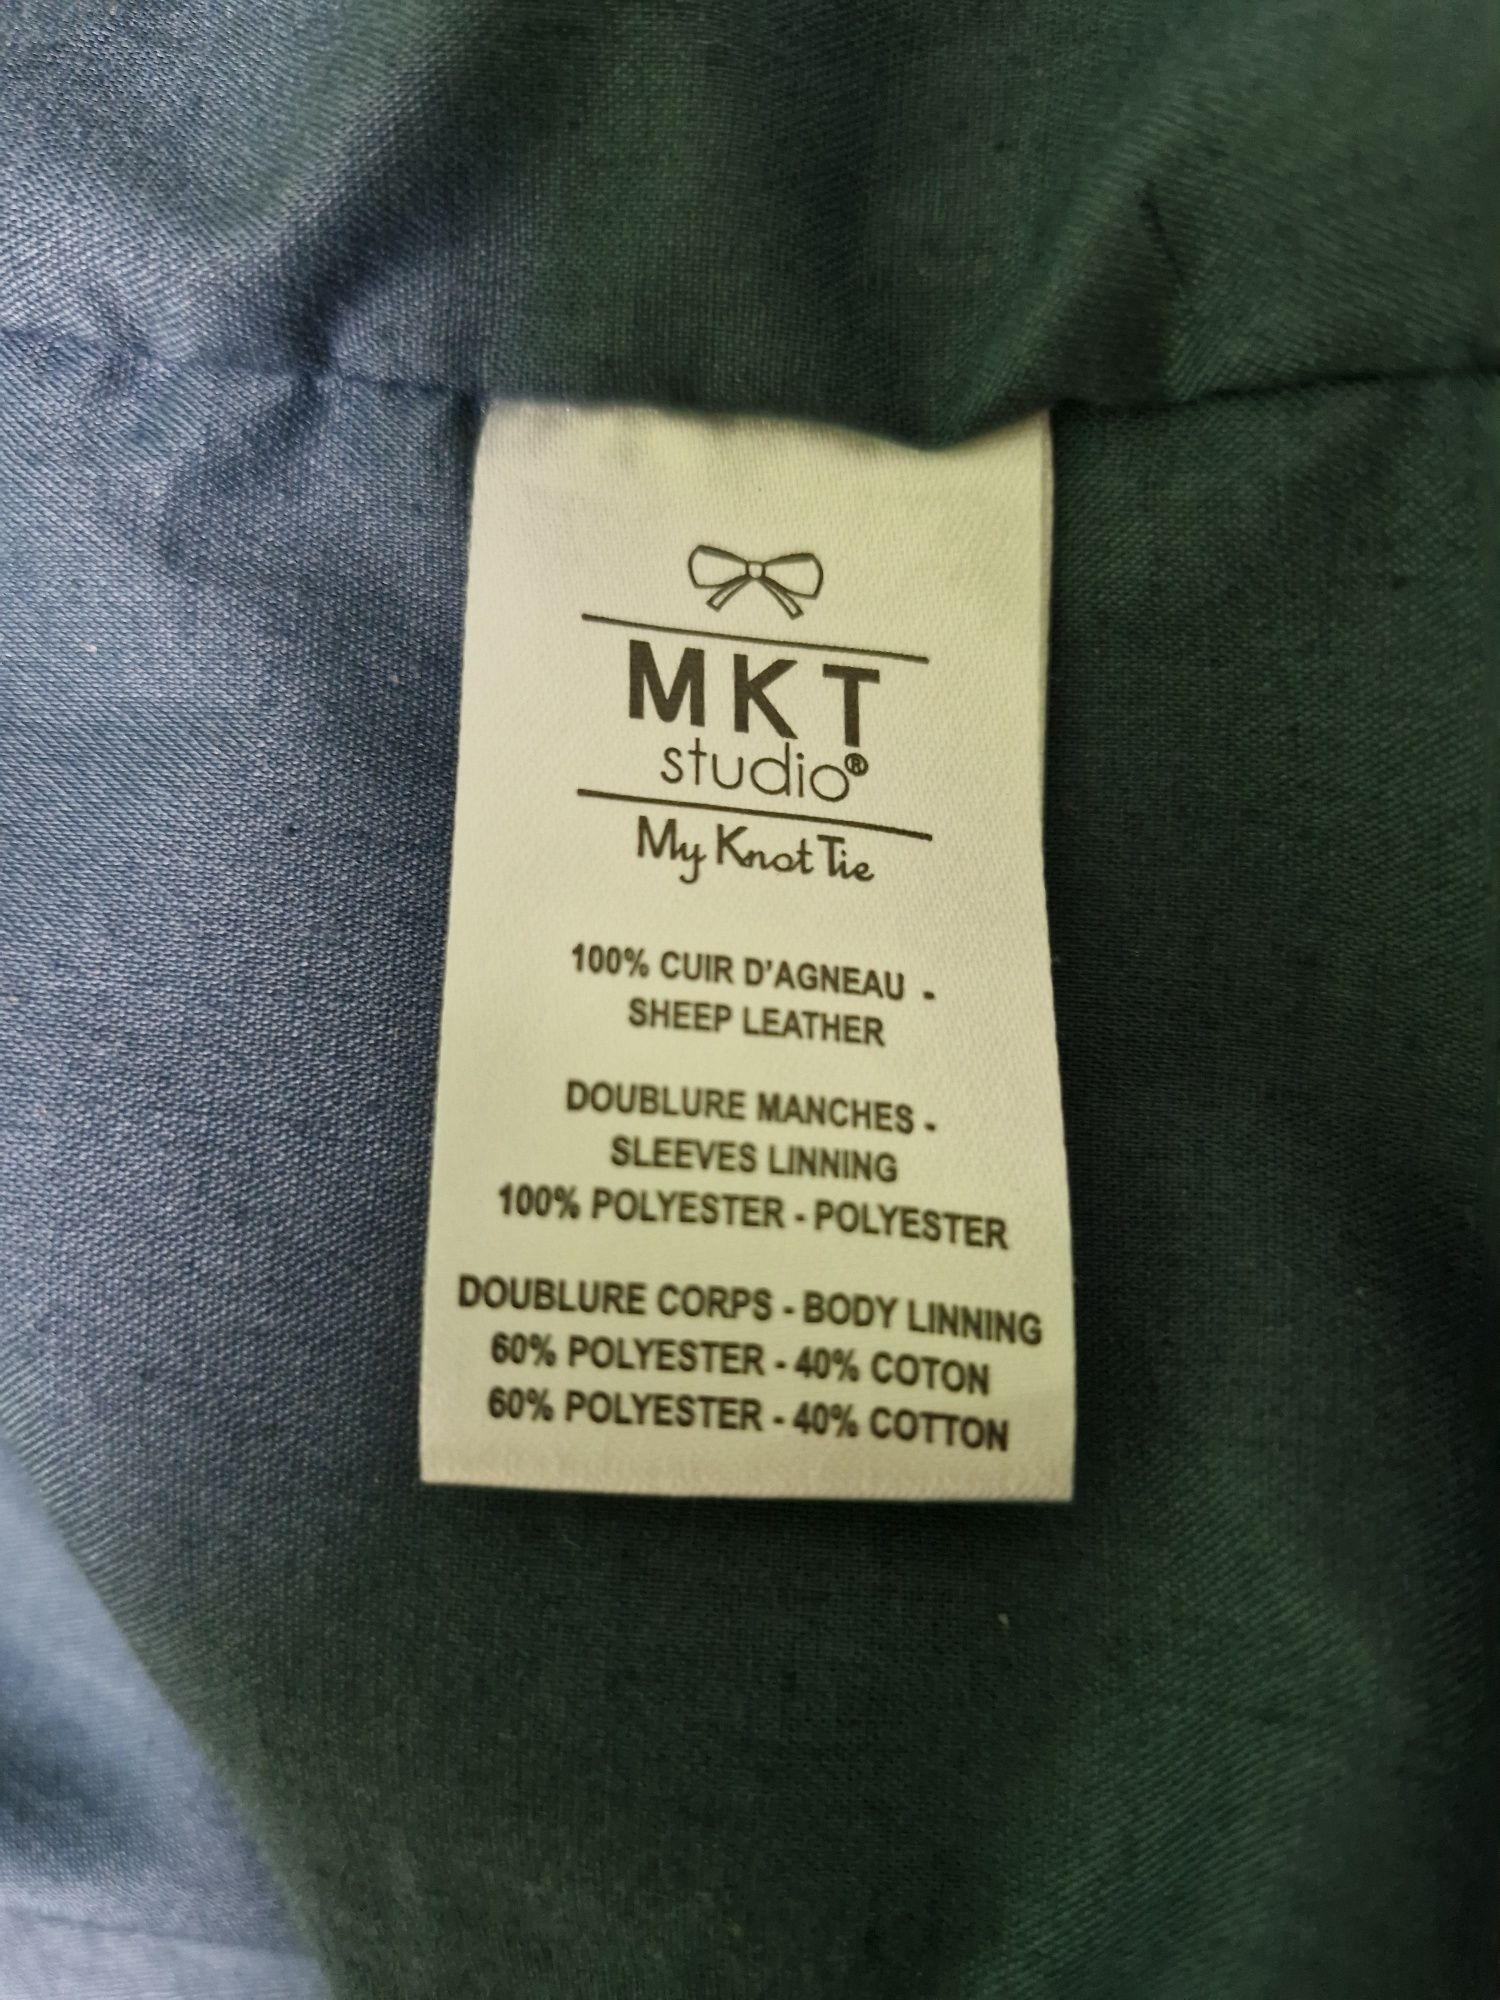 MKT
studio®
My Knot Tie
100% CUIR D'AGNEAU -
SHEEP LEATHER
DOUBLURE MANCHES -
SLEEVES LINNING
100% POLYESTER - POLYESTER
DOUBLURE CORPS - BODY LINNING
60% POLYESTER - 40% COTON
60% POLYESTER - 40% COTTON